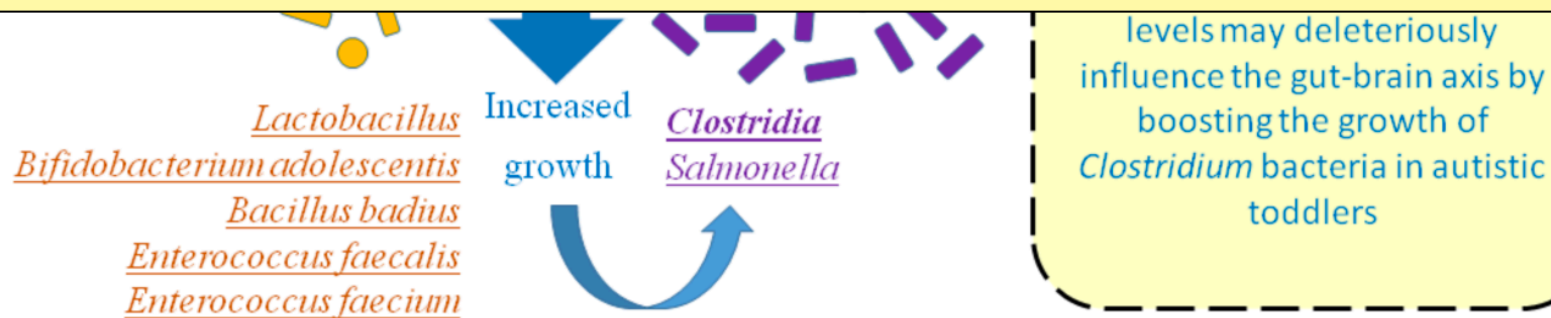 Lactobacillus
Bifidobacterium adolescentis
Bacillus badius
Enterococcus faecalis
Enterococcus faecium
Increased
growth
Clostridia
Salmonella
levels may deleteriously
influence the gut-brain axis by
boosting the growth of
Clostridium bacteria in autistic
toddlers